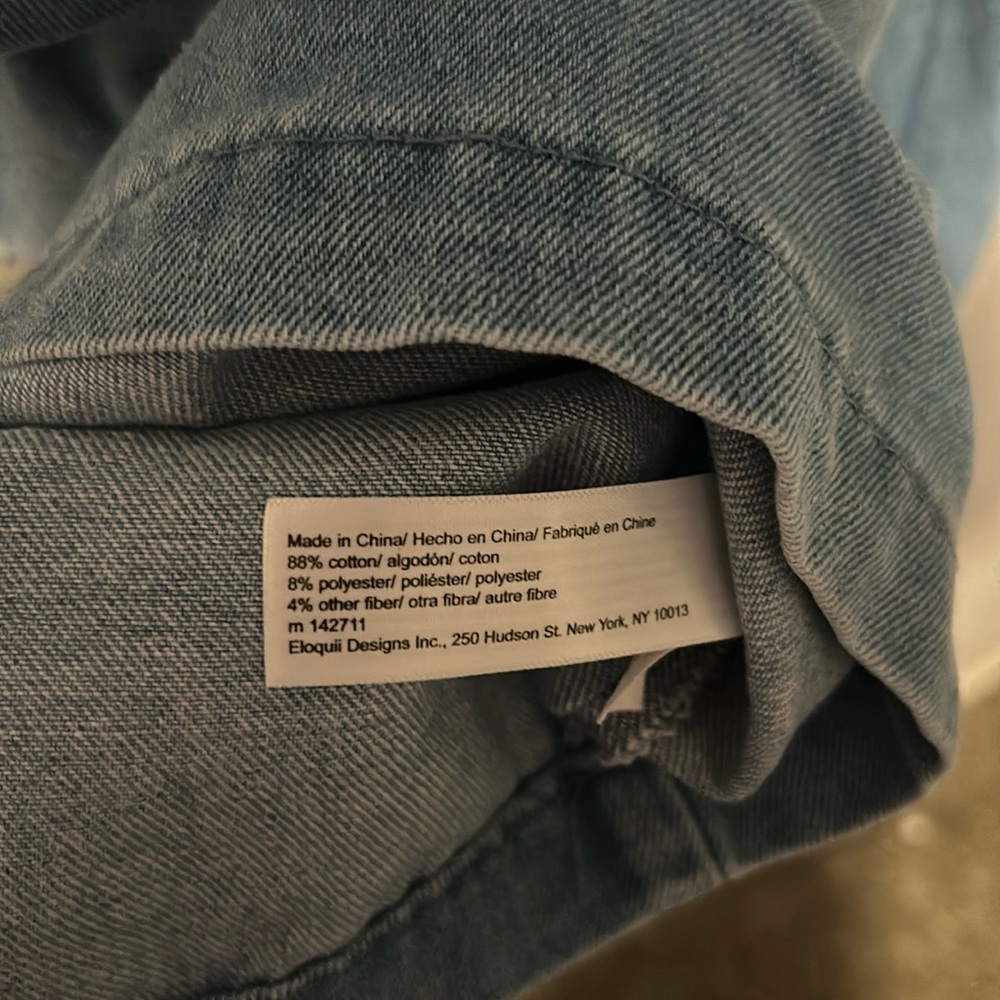 Made in China/ Hecho en China/ Fabriqué en Chine
88% cotton/ algodón/ coton
8% polyester/ poliéster/ polyester
4% other fiber/ otra fibra/ autre fibre
m 142711
Eloquii Designs Inc., 250 Hudson St. New York, NY 10013